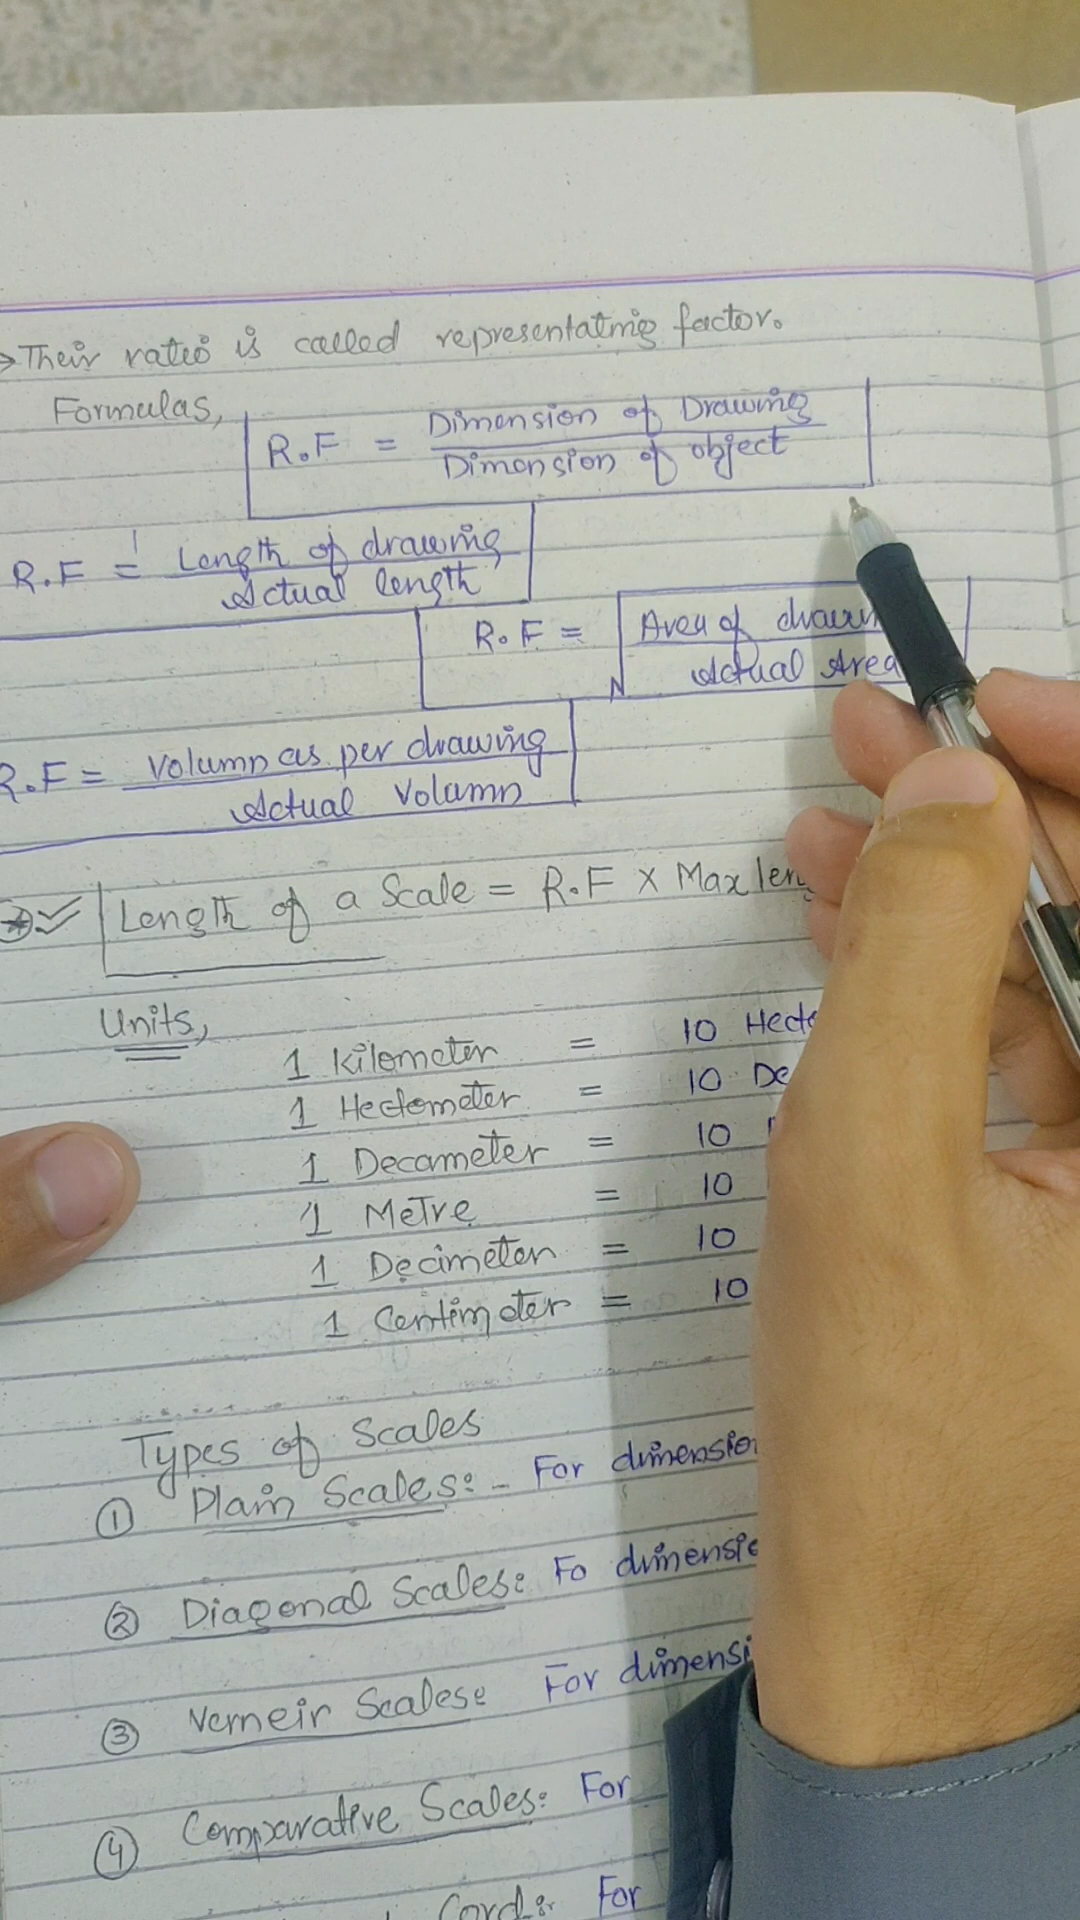 → Their ratio is called representating factor.
Formulas,
R.F = Dimension of Drawing
Dimension of object
R.F = Length of drawing
Actual length
R.F = √ Area of
Actual Area
R.F = Volumn as per drawing
Actual Volumn
Length of a Scale = R.F X Max
Units,
1 Kilometer = 10
1 Hectometer = 10
1 Decameter = 10
1 Metre = 10
1 Decimeter = 10
1 Centimeter = 10
Types of Scales
① Plain Scales:- For
② Diagonal Scales: Fo
③ Verneir Scales: For
④ Comparative Scales: For
For